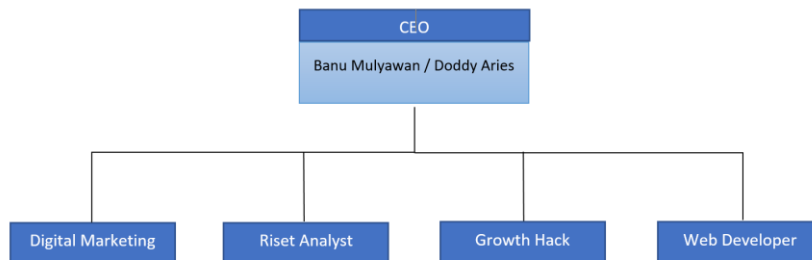 CEO
Banu Mulyawan / Doddy Aries
Digital Marketing
Riset Analyst
Growth Hack
Web Developer